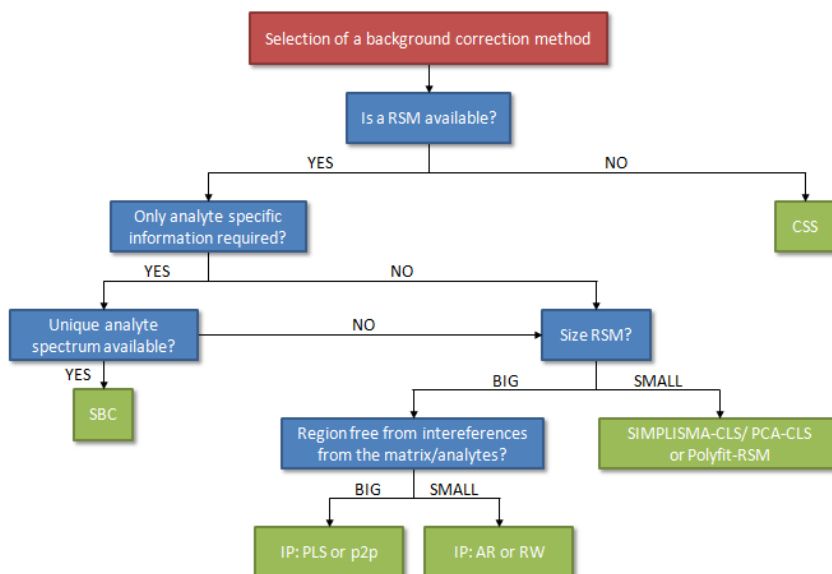 Selection of a background correction method
Is a RSM available?
YES
NO
Only analyte specific
information required?
CSS
YES
NO
Unique analyte
spectrum available?
NO
Size RSM?
YES
BIG
SMALL
SBC
Region free from intereferences
from the matrix/analytes?
SIMPLISMA-CLS/ PCA-CLS
or Polyfit-RSM
BIG
SMALL
IP: PLS or p2p
IP: AR or RW